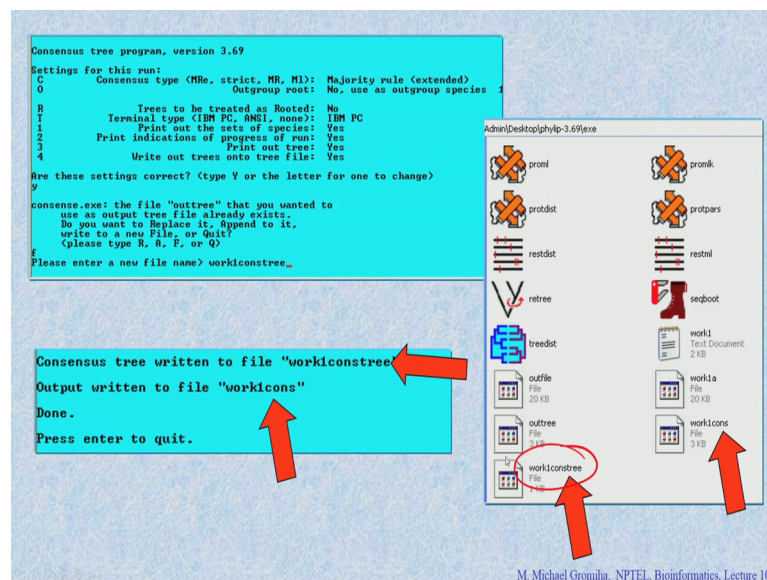 Consensus tree program, version 3.69
Settings for this run:
C Consensus type (MRe, strict, MR, Ml): Majority rule (extended)
O Outgroup root: No, use as outgroup species 1
R Trees to be treated as Rooted: No
T Terminal type (IBM PC, ANSI, none): IBM PC
1 Print out the sets of species: Yes
2 Print indications of progress of run: Yes
3 Print out tree: Yes
4 Write out trees onto tree file: Yes
Are these settings correct? (type Y or the letter for one to change)
y
consense.exe: the file "outtree" that you wanted to
use as output tree file already exists.
Do you want to Replace it, Append to it,
write to a new File, or Quit?
(please type R, A, F, or Q)
f
Please enter a new file name> work1constree_
Consensus tree written to file "work1constree"
Output written to file "work1cons"
Done.
Press enter to quit.
Admin\Desktop\phylip-3.69\exe
proml
promlk
protdist
protpars
restdist
restml
retree
seqboot
treedist
work1
Text Document
2 KB
outfile
File
20 KB
work1a
File
20 KB
outtree
File
3 KB
work1cons
File
3 KB
work1constree
File
1 KB
M. Michael Gromiha, NPTEL, Bioinformatics, Lecture 10